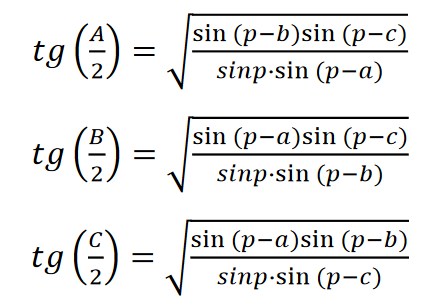 tg (A/2) = √(sin (p−b)sin (p−c) / sinp·sin (p−a))
tg (B/2) = √(sin (p−a)sin (p−c) / sinp·sin (p−b))
tg (C/2) = √(sin (p−a)sin (p−b) / sinp·sin (p−c))